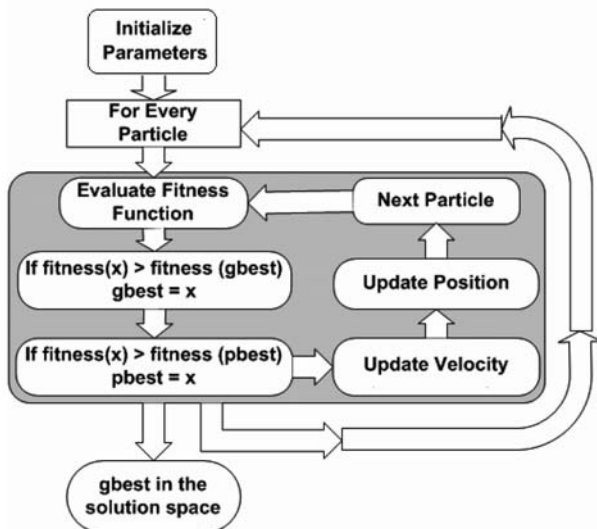 Initialize
Parameters
For Every
Particle
Evaluate Fitness
Function
Next Particle
If fitness(x) > fitness (gbest)
gbest = x
Update Position
If fitness(x) > fitness (pbest)
pbest = x
Update Velocity
gbest in the
solution space